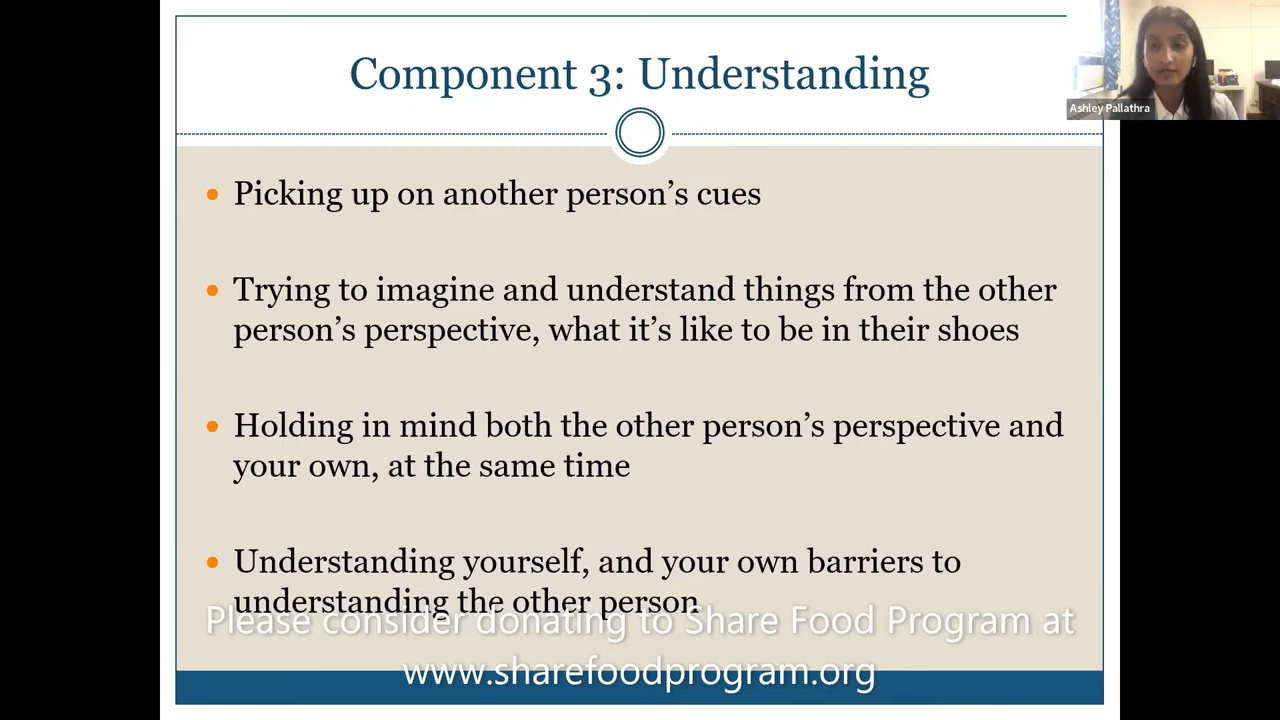 Component 3: Understanding
Ashley Pallathra
• Picking up on another person’s cues
• Trying to imagine and understand things from the other
person’s perspective, what it’s like to be in their shoes
• Holding in mind both the other person’s perspective and
your own, at the same time
• Understanding yourself, and your own barriers to
understanding the other person
Please consider donating to Share Food Program at
www.sharefoodprogram.org